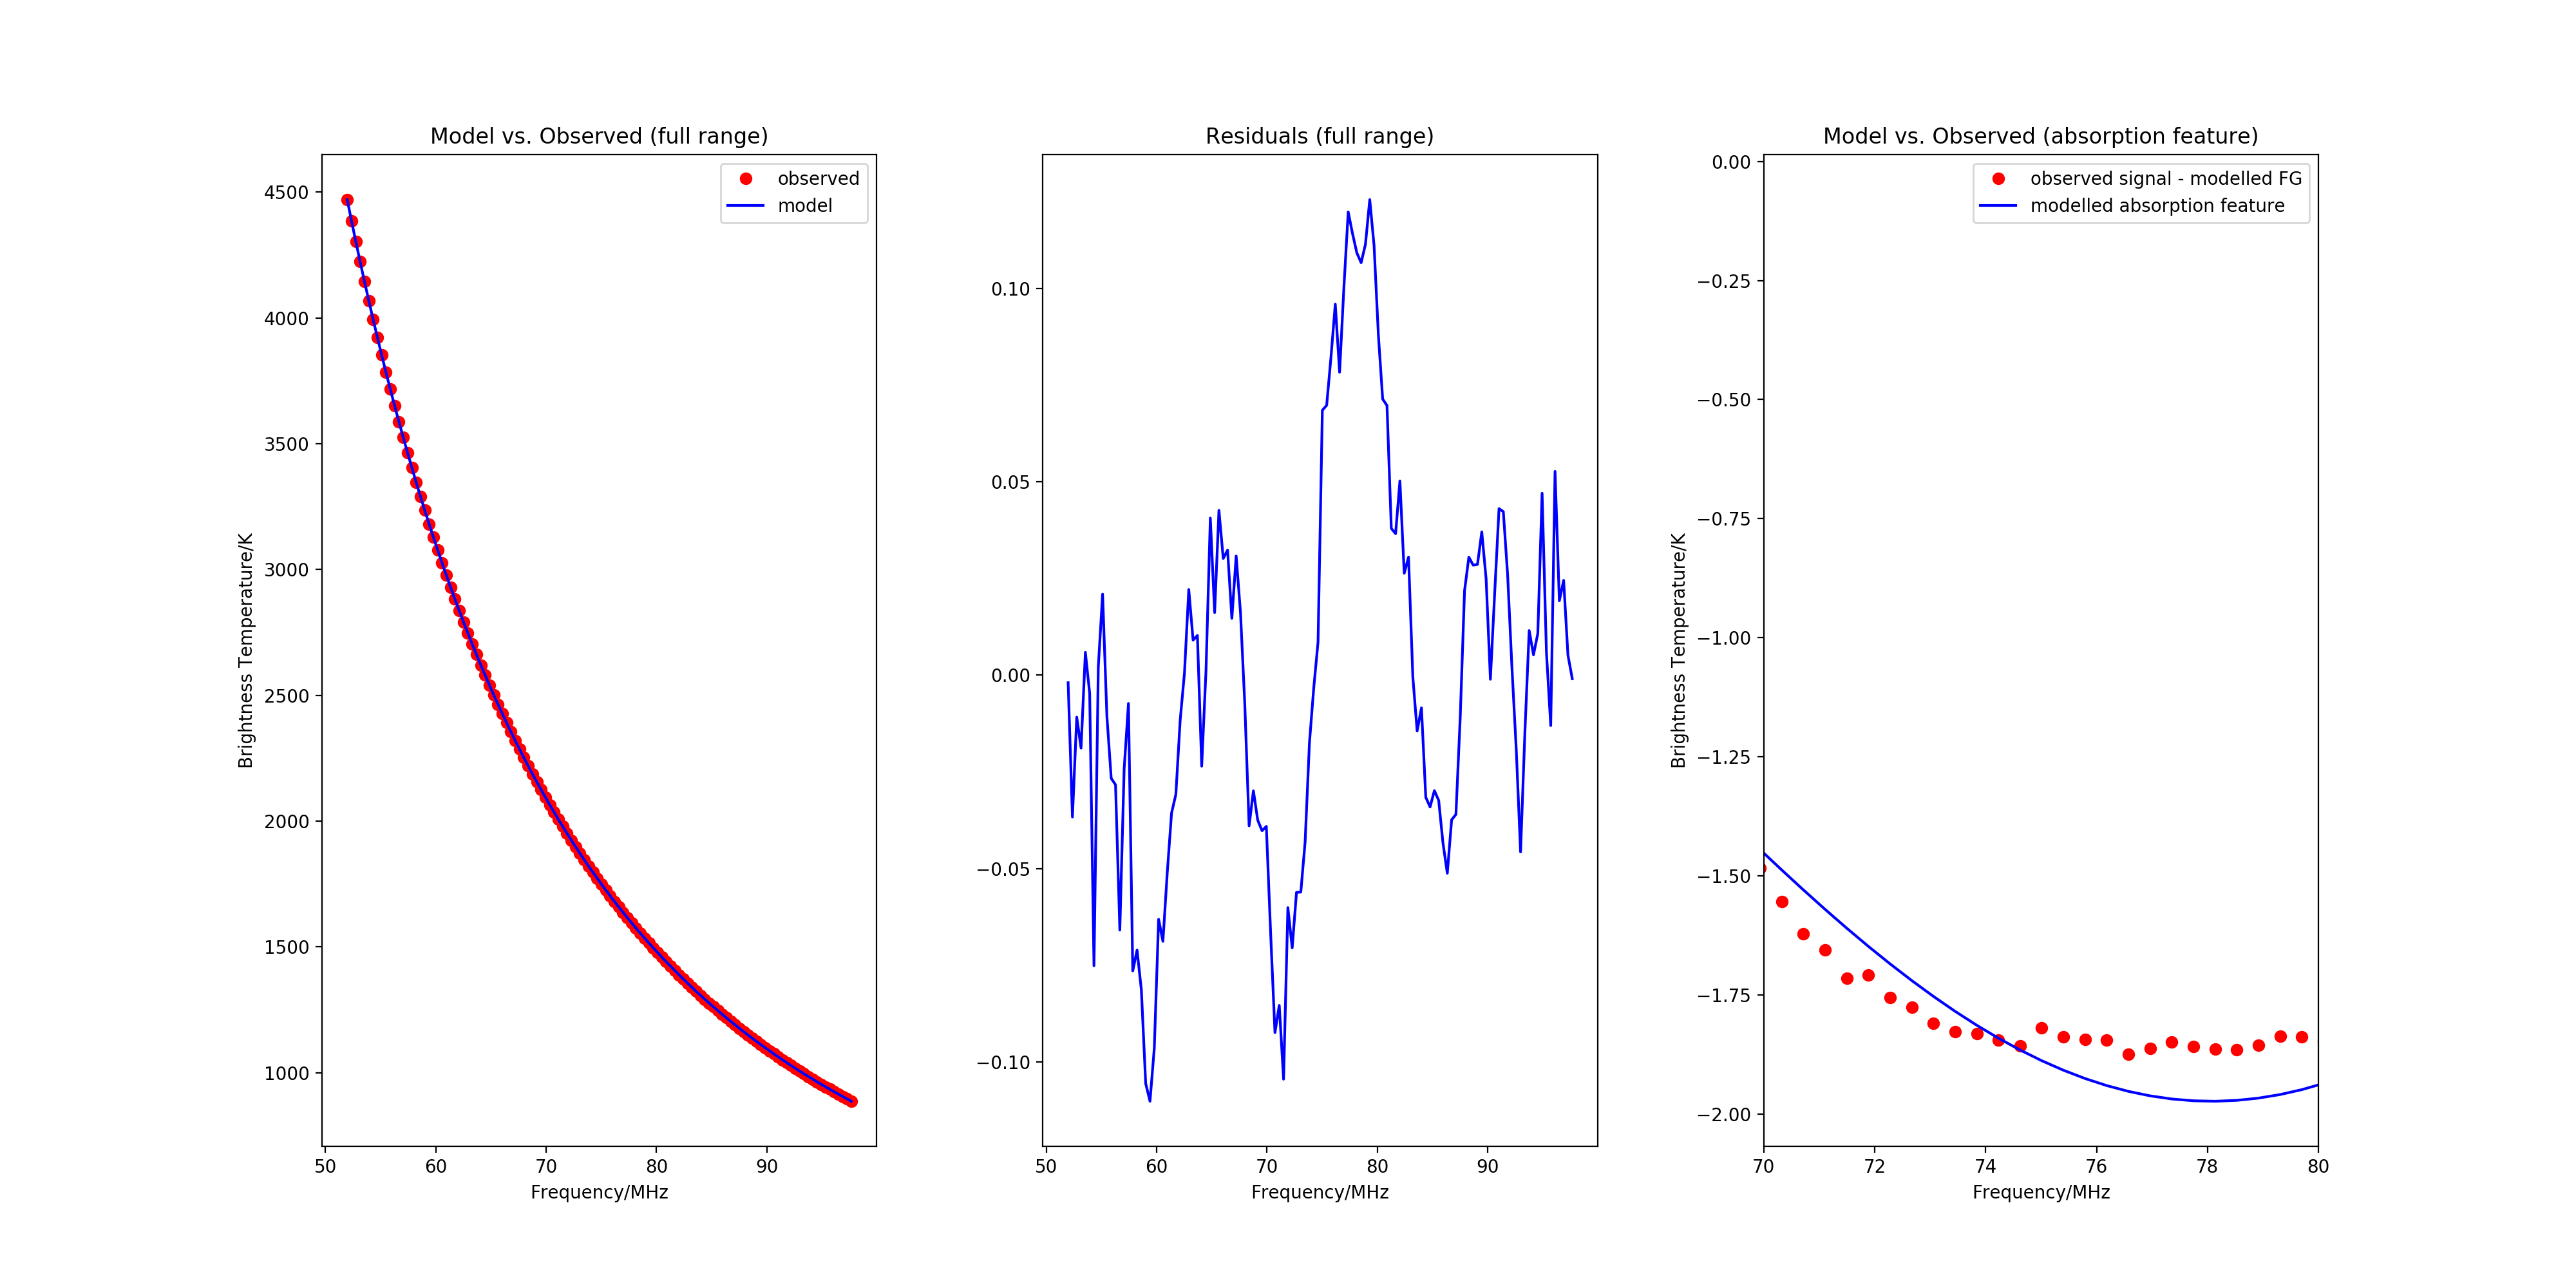 Model vs. Observed (full range)
observed
model
4500
4000
3500
3000
2500
2000
1500
1000
Brightness Temperature/K
50 60 70 80 90
Frequency/MHz
Residuals (full range)
0.10
0.05
0.00
−0.05
−0.10
50 60 70 80 90
Frequency/MHz
Model vs. Observed (absorption feature)
observed signal - modelled FG
modelled absorption feature
0.00
−0.25
−0.50
−0.75
−1.00
−1.25
−1.50
−1.75
−2.00
Brightness Temperature/K
70 72 74 76 78 80
Frequency/MHz